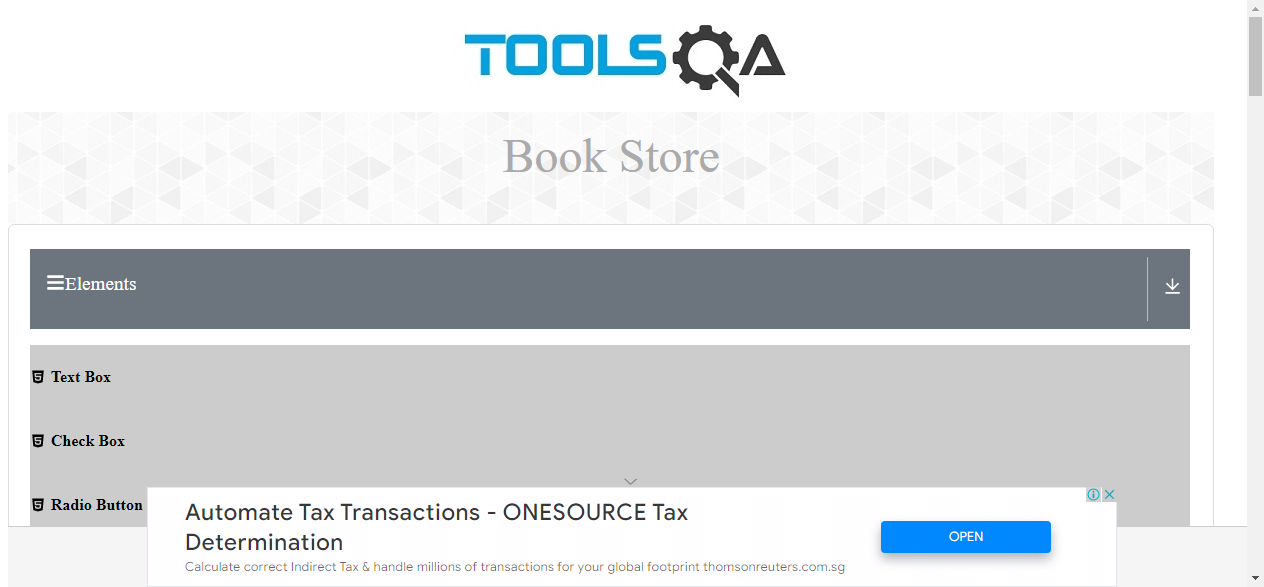 TOOLSQA
Book Store
Elements
Text Box
Check Box
Radio Button
Automate Tax Transactions - ONESOURCE Tax
Determination
Calculate correct Indirect Tax & handle millions of transactions for your global footprint thomsonreuters.com.sg
OPEN